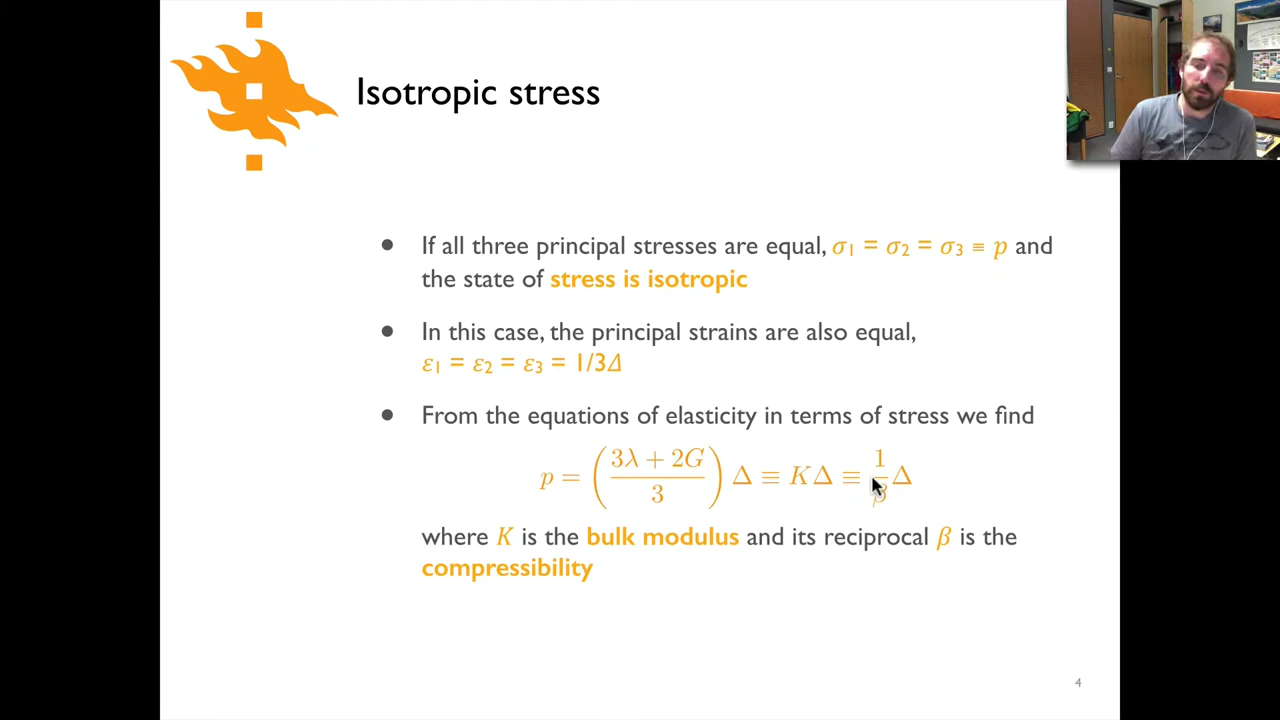 Isotropic stress
● If all three principal stresses are equal, σ₁ = σ₂ = σ₃ ≡ p and
the state of stress is isotropic
● In this case, the principal strains are also equal,
ε₁ = ε₂ = ε₃ = 1/3Δ
● From the equations of elasticity in terms of stress we find
p = ( (3λ + 2G) / 3 ) Δ ≡ KΔ ≡ (1/β) Δ
where K is the bulk modulus and its reciprocal β is the
compressibility
4